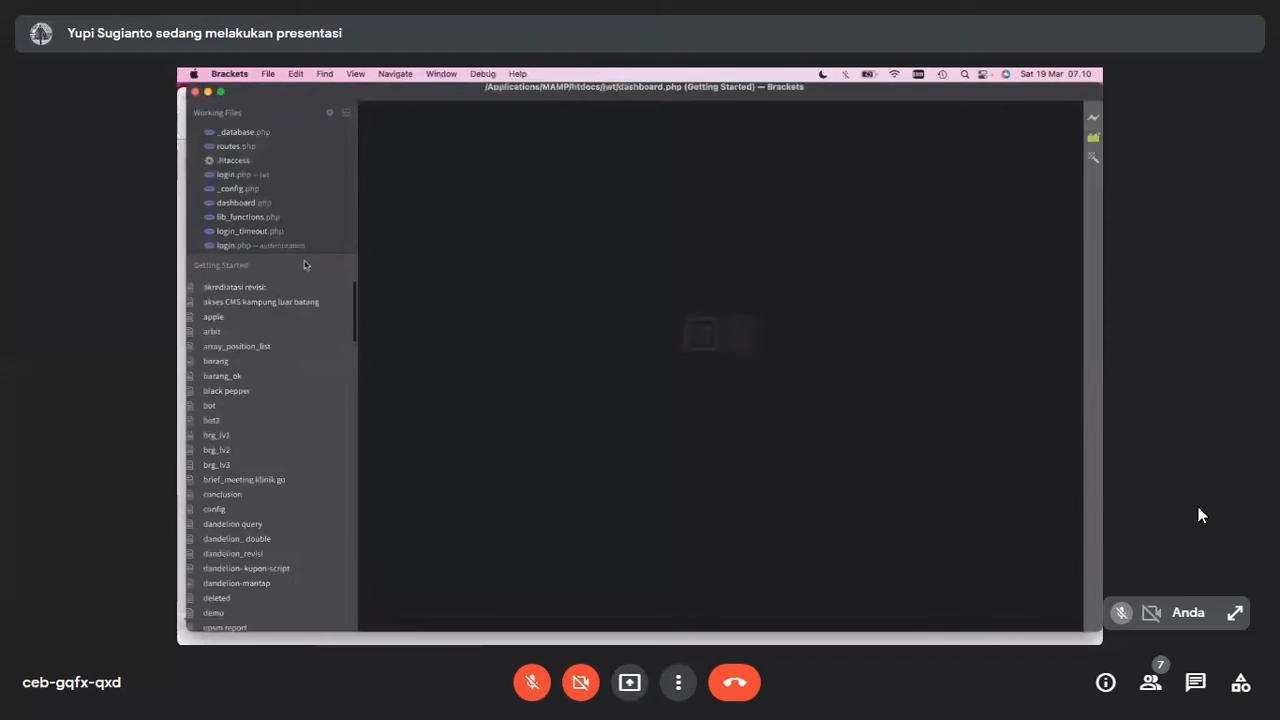 Yupi Sugianto sedang melakukan presentasi
Brackets File Edit Find View Navigate Window Debug Help Sat 19 Mar 07.10
/Applications/MAMP/htdocs/jwt/dashboard.php (Getting Started) — Brackets
Working Files
_database.php
routes.php
.htaccess
login.php — jwt
_config.php
dashboard.php
lib_functions.php
login_timeout.php
login.php — authentication
Getting Started
akrediatasi revisi:
akses CMS kampung luar batang
apple
arbit
array_position_list
barang
barang_ok
black pepper
bot
bot2
brg_lv1
brg_lv2
brg_lv3
brief_meeting klinik go
conclusion
config
dandelion query
dandelion_ double
dandelion_revisi
dandelion- kupon-script
dandelion-mantap
deleted
demo
epsm report
Anda
ceb-gqfx-qxd
7